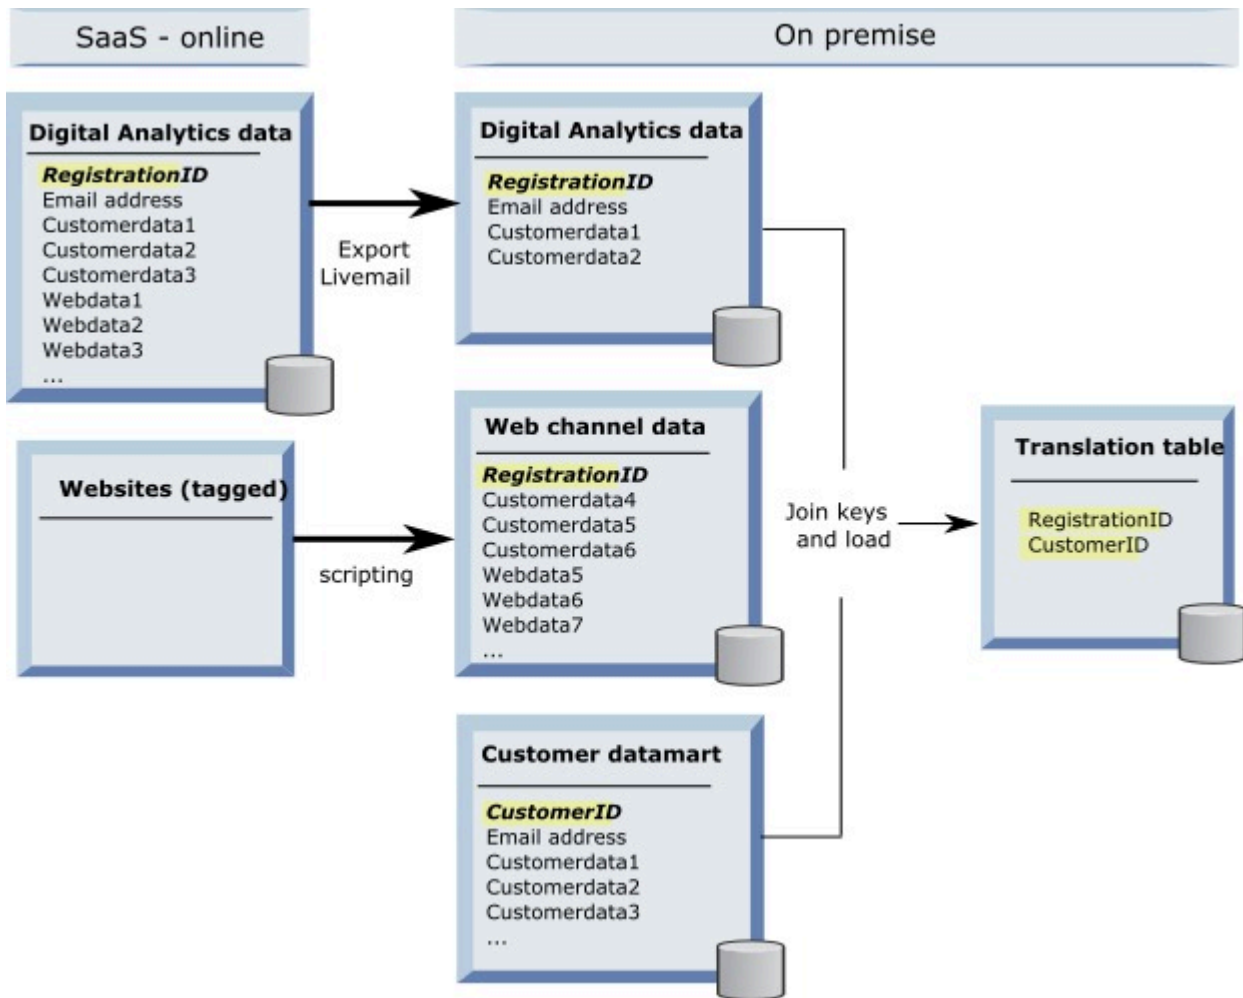 SaaS - online
On premise
Digital Analytics data
RegistrationID
Email address
Customerdata1
Customerdata2
Customerdata3
Webdata1
Webdata2
Webdata3
...
Export
Livemail
Digital Analytics data
RegistrationID
Email address
Customerdata1
Customerdata2
Websites (tagged)
scripting
Web channel data
RegistrationID
Customerdata4
Customerdata5
Customerdata6
Webdata5
Webdata6
Webdata7
...
Customer datamart
CustomerID
Email address
Customerdata1
Customerdata2
Customerdata3
...
Join keys
and load
Translation table
RegistrationID
CustomerID